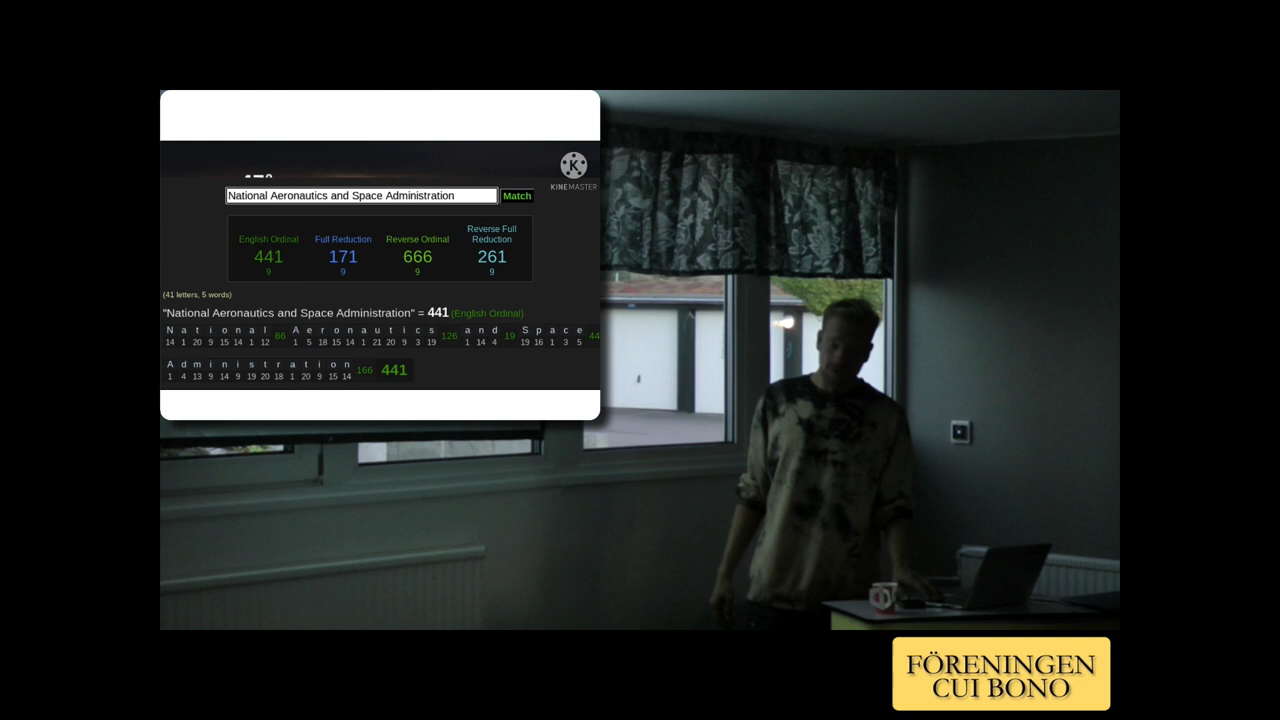 K
KINEMASTER
National Aeronautics and Space Administration Match
English Ordinal Full Reduction Reverse Ordinal Reverse Full Reduction
441 171 666 261
9 9 9 9
(41 letters, 5 words)
"National Aeronautics and Space Administration" = 441 (English Ordinal)
N a t i o n a l A e r o n a u t i c s a n d S p a c e
14 1 20 9 15 14 1 12 86 1 5 18 15 14 1 21 20 9 3 19 126 1 14 4 19 19 16 1 3 5 44
A d m i n i s t r a t i o n
1 4 13 9 14 9 19 20 18 1 20 9 15 14 166 441
FÖRENINGEN
CUI BONO